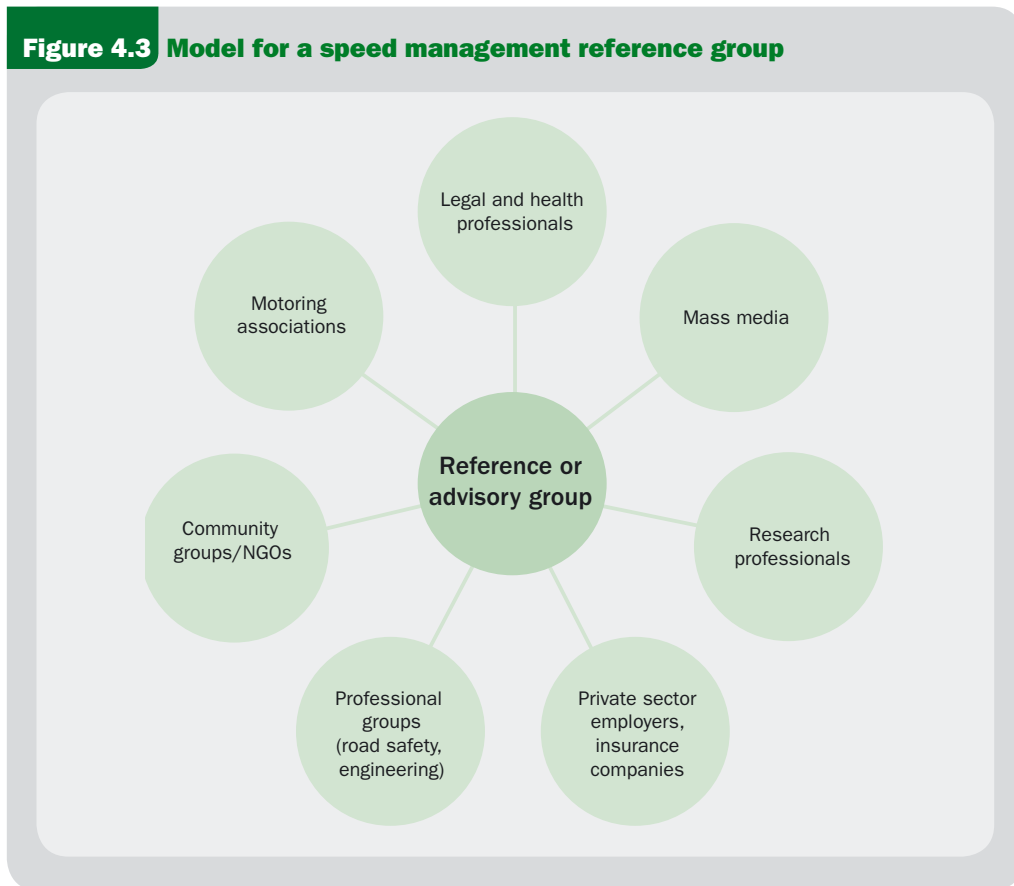 Figure 4.3 Model for a speed management reference group
Legal and health
professionals
Motoring
associations
Mass media
Reference or
advisory group
Community
groups/NGOs
Research
professionals
Professional
groups
(road safety,
engineering)
Private sector
employers,
insurance
companies